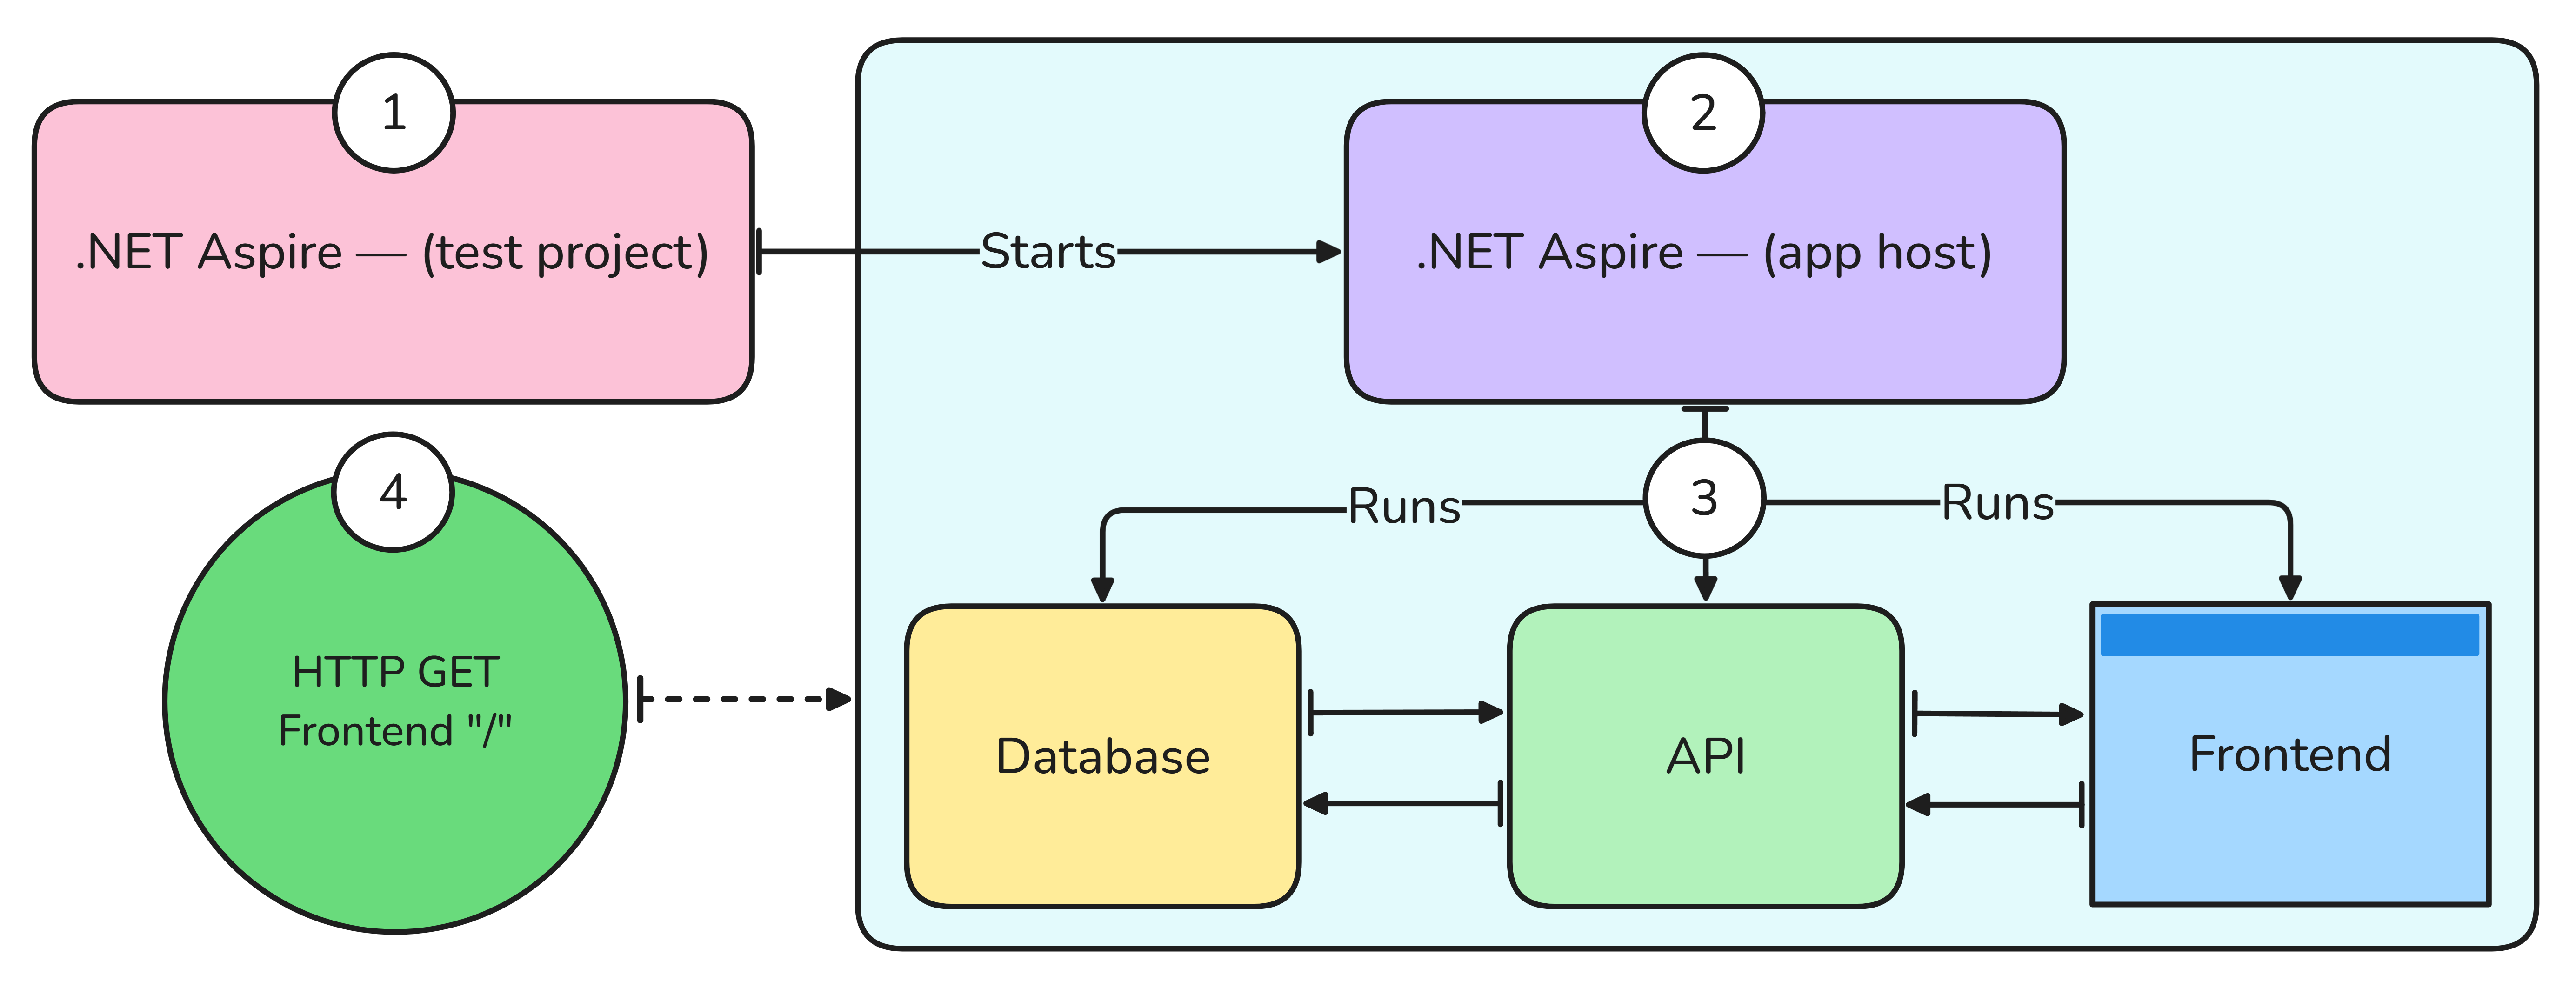 1
.NET Aspire — (test project)
Starts
2
.NET Aspire — (app host)
3
Runs
Runs
4
HTTP GET
Frontend "/"
Database
API
Frontend